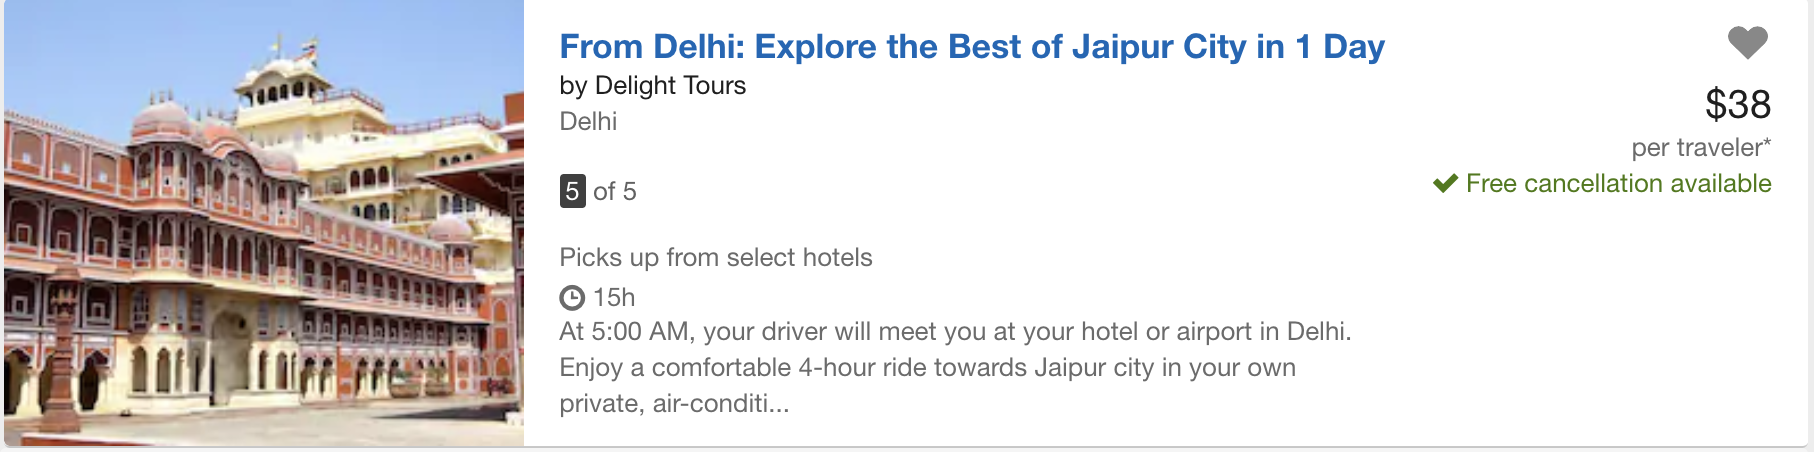 From Delhi: Explore the Best of Jaipur City in 1 Day
by Delight Tours
Delhi
5 of 5
Picks up from select hotels
15h
At 5:00 AM, your driver will meet you at your hotel or airport in Delhi.
Enjoy a comfortable 4-hour ride towards Jaipur city in your own
private, air-conditi...
$38
per traveler*
Free cancellation available